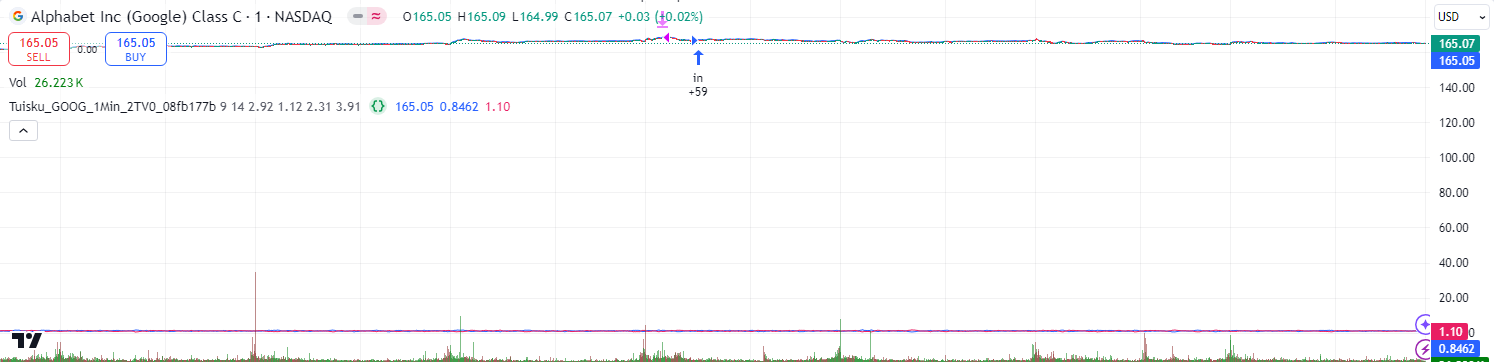 Alphabet Inc (Google) Class C · 1 · NASDAQ O165.05 H165.09 L164.99 C165.07 +0.03 (+0.02%)
USD
165.05 SELL
0.00
165.05 BUY
165.07
165.05
Vol 26.223 K
in
+59
Tuisku_GOOG_1Min_2TV0_08fb177b 9 14 2.92 1.12 2.31 3.91 {} 165.05 0.8462 1.10
140.00
120.00
100.00
80.00
60.00
40.00
20.00
1.10
0.8462